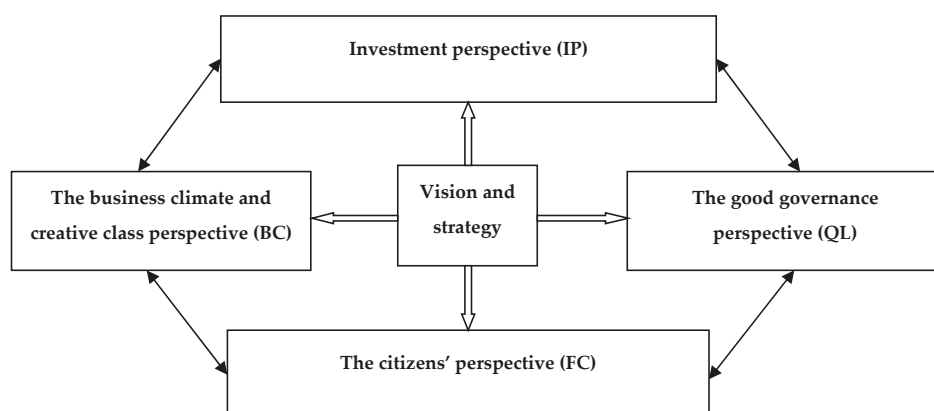 Investment perspective (IP)
The business climate and
creative class perspective (BC)
Vision and
strategy
The good governance
perspective (QL)
The citizens’ perspective (FC)